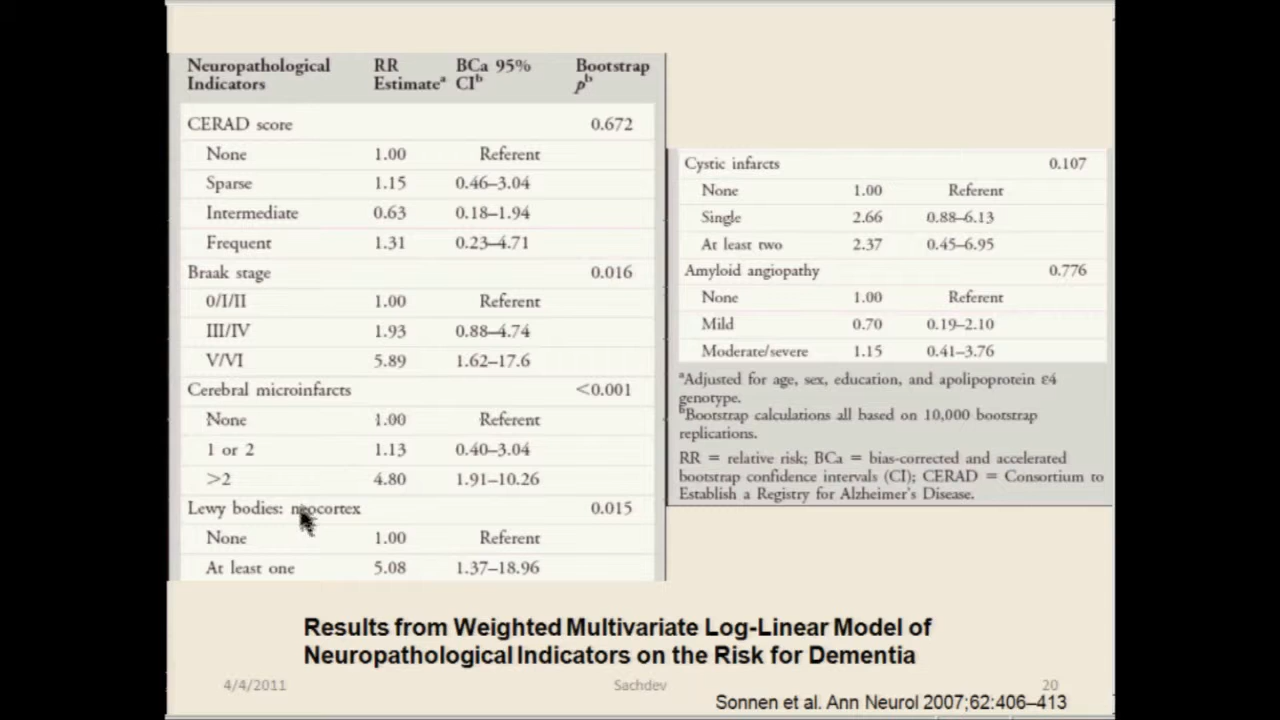 Neuropathological Indicators RR Estimateᵃ BCa 95% CIᵇ Bootstrap pᵇ
CERAD score 0.672
None 1.00 Referent
Sparse 1.15 0.46–3.04
Intermediate 0.63 0.18–1.94
Frequent 1.31 0.23–4.71
Braak stage 0.016
0/I/II 1.00 Referent
III/IV 1.93 0.88–4.74
V/VI 5.89 1.62–17.6
Cerebral microinfarcts <0.001
None 1.00 Referent
1 or 2 1.13 0.40–3.04
>2 4.80 1.91–10.26
Lewy bodies: neocortex 0.015
None 1.00 Referent
At least one 5.08 1.37–18.96
Cystic infarcts 0.107
None 1.00 Referent
Single 2.66 0.88–6.13
At least two 2.37 0.45–6.95
Amyloid angiopathy 0.776
None 1.00 Referent
Mild 0.70 0.19–2.10
Moderate/severe 1.15 0.41–3.76
ᵃAdjusted for age, sex, education, and apolipoprotein ε4
genotype.
ᵇBootstrap calculations all based on 10,000 bootstrap
replications.
RR = relative risk; BCa = bias-corrected and accelerated
bootstrap confidence intervals (CI); CERAD = Consortium to
Establish a Registry for Alzheimer's Disease.
Results from Weighted Multivariate Log-Linear Model of
Neuropathological Indicators on the Risk for Dementia
4/4/2011 Sachdev 20
Sonnen et al. Ann Neurol 2007;62:406–413